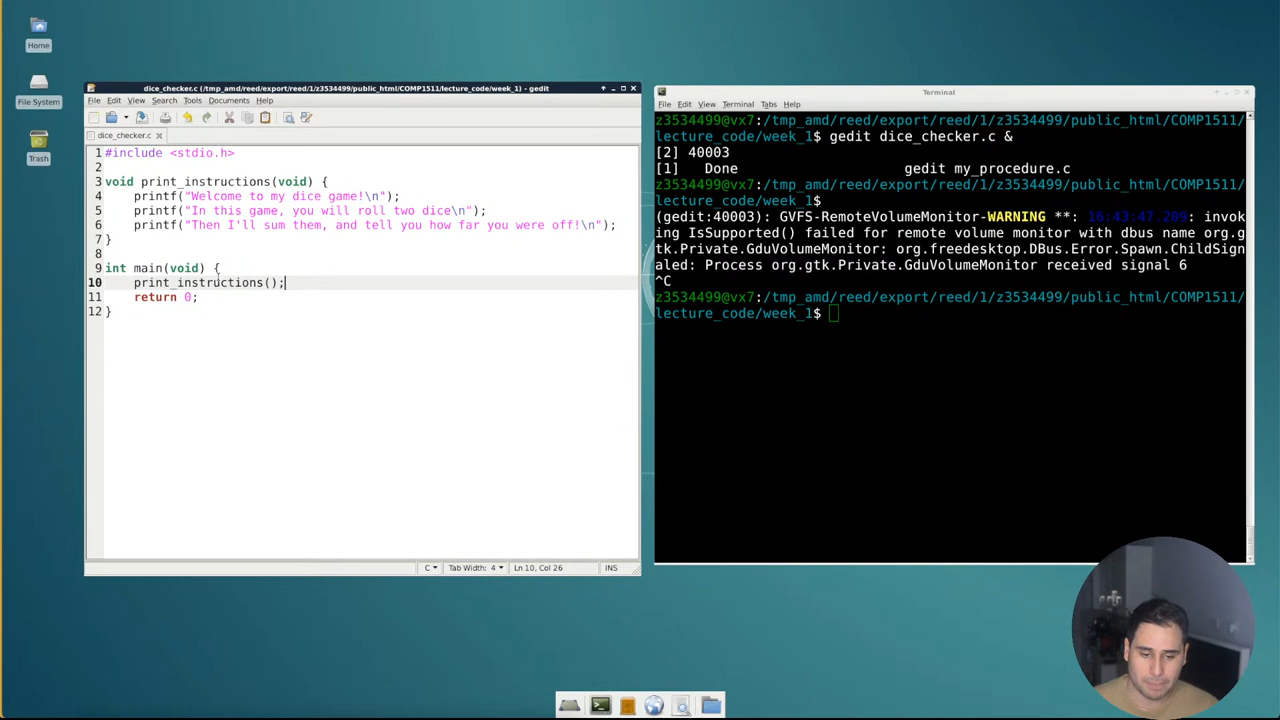 Home
File System
Trash
dice_checker.c (/tmp_amd/reed/export/reed/1/z3534499/public_html/COMP1511/lecture_code/week_1) - gedit
File Edit View Search Tools Documents Help
dice_checker.c
1 #include <stdio.h>
2
3 void print_instructions(void) {
4     printf("Welcome to my dice game!\n");
5     printf("In this game, you will roll two dice\n");
6     printf("Then I'll sum them, and tell you how far you were off!\n");
7 }
8
9 int main(void) {
10     print_instructions();
11     return 0;
12 }
C Tab Width: 4 Ln 10, Col 26 INS
Terminal
File Edit View Terminal Tabs Help
z3534499@vx7:/tmp_amd/reed/export/reed/1/z3534499/public_html/COMP1511/
lecture_code/week_1$ gedit dice_checker.c &
[2] 40003
[1]   Done                    gedit my_procedure.c
z3534499@vx7:/tmp_amd/reed/export/reed/1/z3534499/public_html/COMP1511/
lecture_code/week_1$
(gedit:40003): GVFS-RemoteVolumeMonitor-WARNING **: 16:43:47.209: invok
ing IsSupported() failed for remote volume monitor with dbus name org.g
tk.Private.GduVolumeMonitor: org.freedesktop.DBus.Error.Spawn.ChildSign
aled: Process org.gtk.Private.GduVolumeMonitor received signal 6
^C
z3534499@vx7:/tmp_amd/reed/export/reed/1/z3534499/public_html/COMP1511/
lecture_code/week_1$